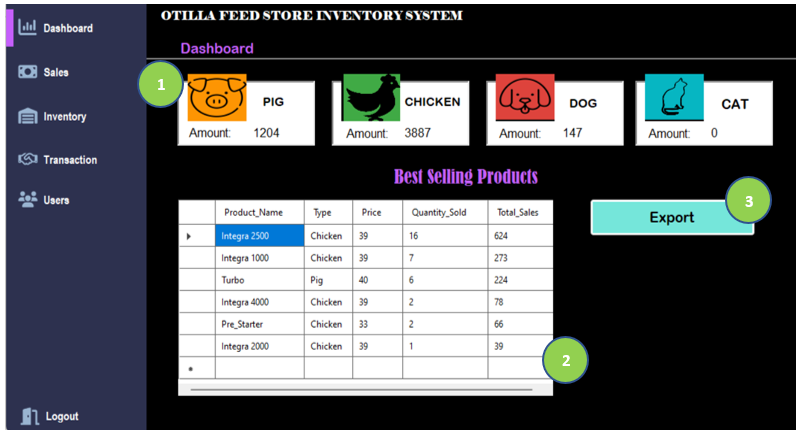 OTILLA FEED STORE INVENTORY SYSTEM
Dashboard
Dashboard
Sales
Inventory
Transaction
Users
Logout
1
PIG
Amount: 1204
CHICKEN
Amount: 3887
DOG
Amount: 147
CAT
Amount: 0
Best Selling Products
Product_Name Type Price Quantity_Sold Total_Sales
Integra 2500 Chicken 39 16 624
Integra 1000 Chicken 39 7 273
Turbo Pig 40 6 224
Integra 4000 Chicken 39 2 78
Pre_Starter Chicken 33 2 66
Integra 2000 Chicken 39 1 39
*
2
Export
3